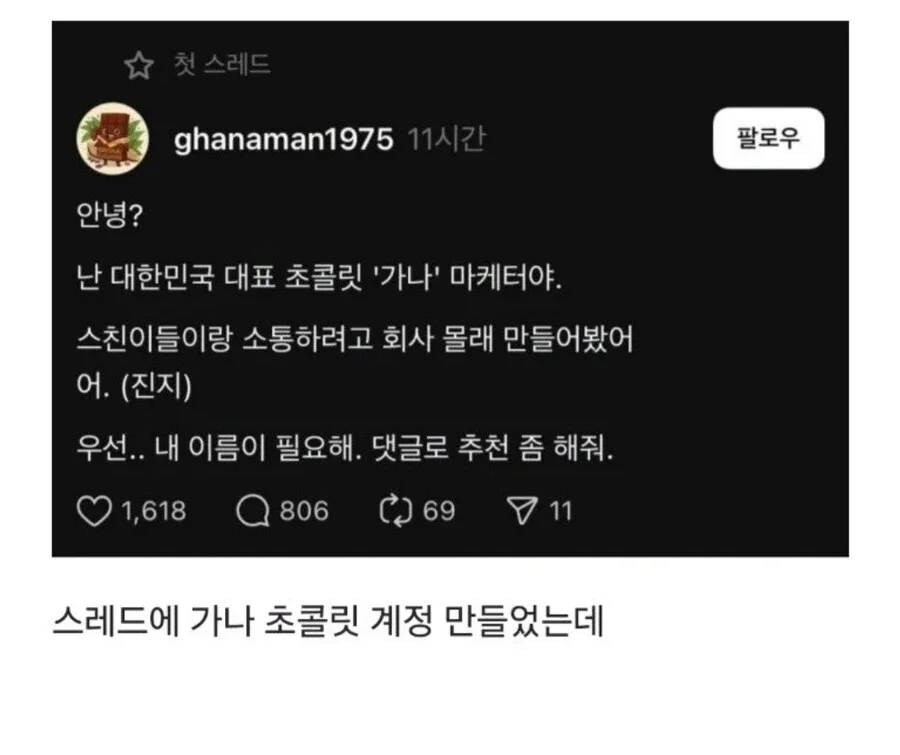 첫 스레드
ghanaman1975 11시간
팔로우
안녕?
난 대한민국 대표 초콜릿 '가나' 마케터야.
스친이들이랑 소통하려고 회사 몰래 만들어봤어
어. (진지)
우선.. 내 이름이 필요해. 댓글로 추천 좀 해줘.
1,618 806 69 11
스레드에 가나 초콜릿 계정 만들었는데